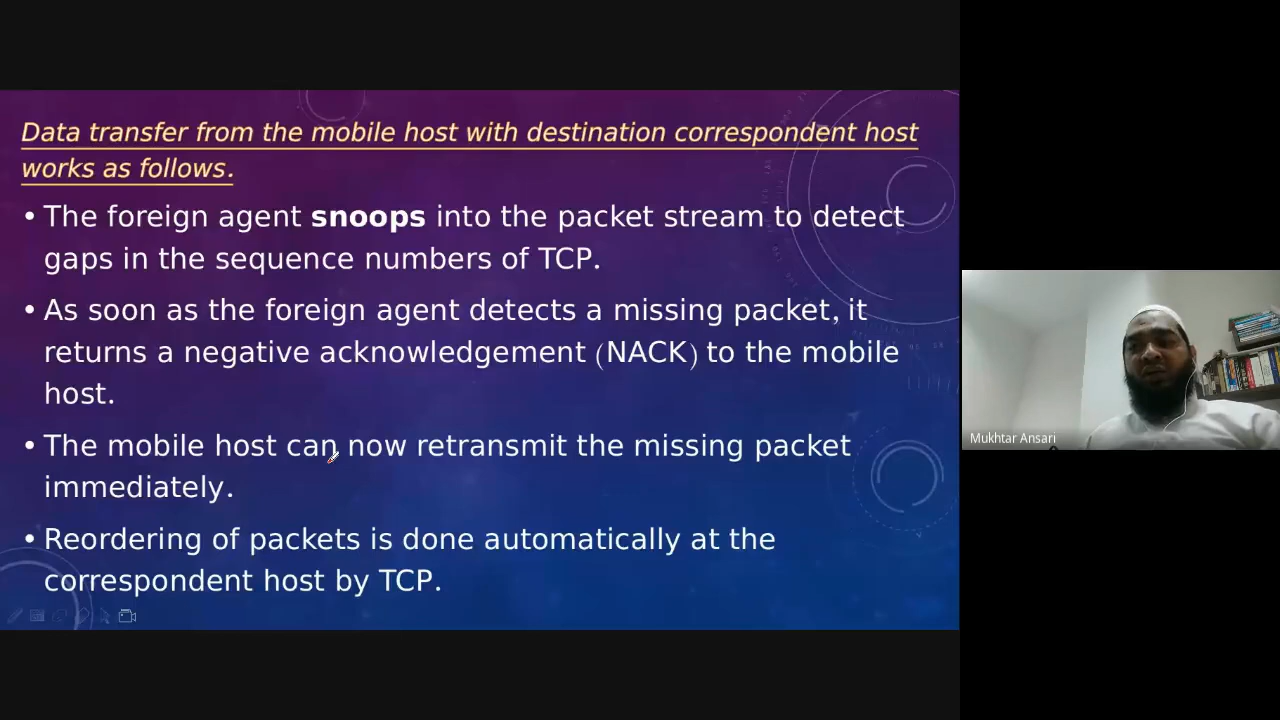 Data transfer from the mobile host with destination correspondent host
works as follows.
• The foreign agent snoops into the packet stream to detect
gaps in the sequence numbers of TCP.
• As soon as the foreign agent detects a missing packet, it
returns a negative acknowledgement (NACK) to the mobile
host.
• The mobile host can now retransmit the missing packet
immediately.
• Reordering of packets is done automatically at the
correspondent host by TCP.
Mukhtar Ansari